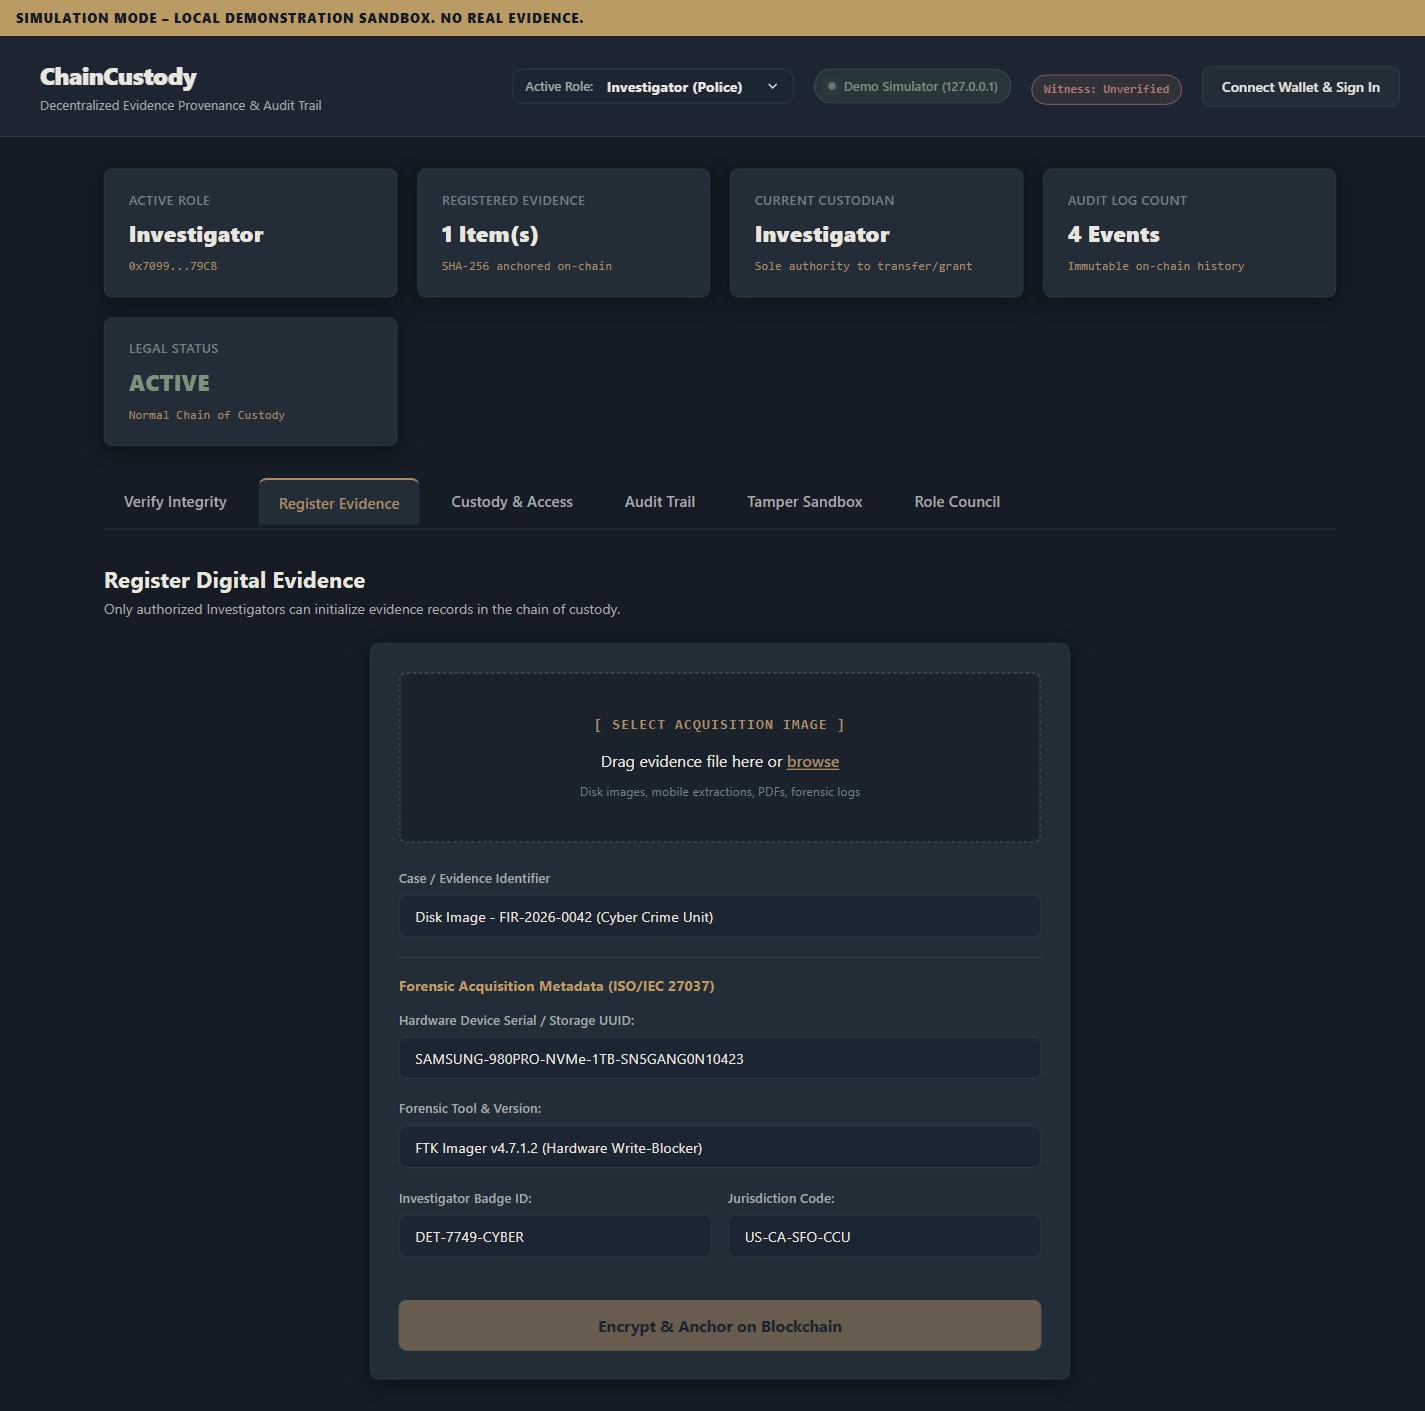 SIMULATION MODE – LOCAL DEMONSTRATION SANDBOX. NO REAL EVIDENCE.
ChainCustody
Decentralized Evidence Provenance & Audit Trail
Active Role: Investigator (Police)
Demo Simulator (127.0.0.1)
Witness: Unverified
Connect Wallet & Sign In
ACTIVE ROLE
Investigator
0x7099...79C8
REGISTERED EVIDENCE
1 Item(s)
SHA-256 anchored on-chain
CURRENT CUSTODIAN
Investigator
Sole authority to transfer/grant
AUDIT LOG COUNT
4 Events
Immutable on-chain history
LEGAL STATUS
ACTIVE
Normal Chain of Custody
Verify Integrity
Register Evidence
Custody & Access
Audit Trail
Tamper Sandbox
Role Council
Register Digital Evidence
Only authorized Investigators can initialize evidence records in the chain of custody.
[ SELECT ACQUISITION IMAGE ]
Drag evidence file here or browse
Disk images, mobile extractions, PDFs, forensic logs
Case / Evidence Identifier
Disk Image - FIR-2026-0042 (Cyber Crime Unit)
Forensic Acquisition Metadata (ISO/IEC 27037)
Hardware Device Serial / Storage UUID:
SAMSUNG-980PRO-NVMe-1TB-SN5GANG0N10423
Forensic Tool & Version:
FTK Imager v4.7.1.2 (Hardware Write-Blocker)
Investigator Badge ID:
DET-7749-CYBER
Jurisdiction Code:
US-CA-SFO-CCU
Encrypt & Anchor on Blockchain